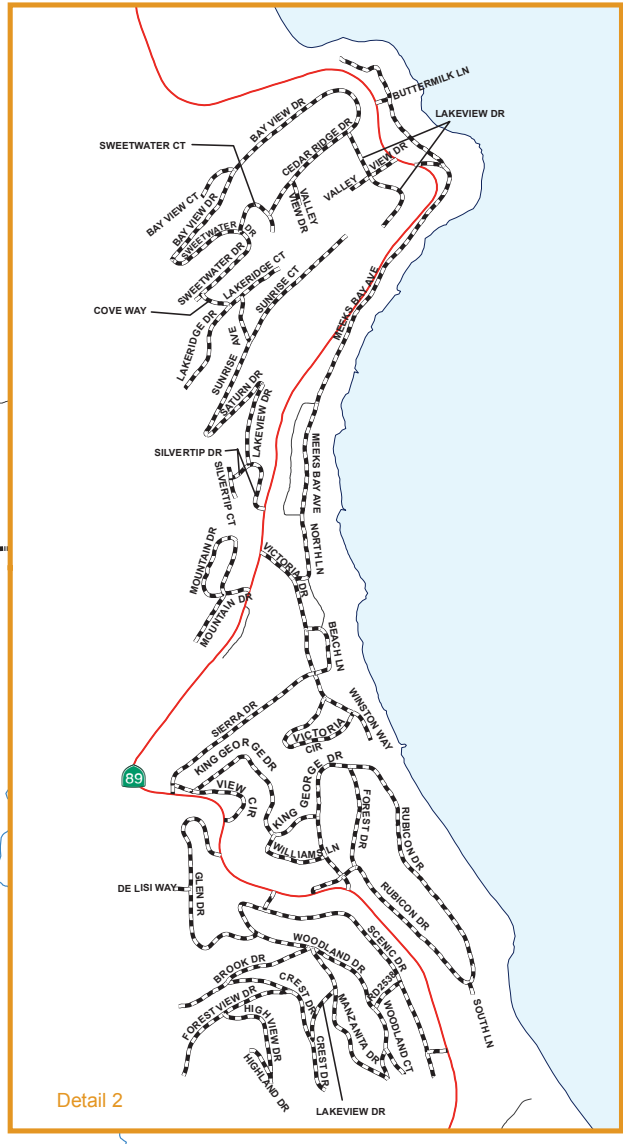 BUTTERMILK LN
LAKEVIEW DR
BAY VIEW DR
SWEETWATER CT
CEDAR RIDGE DR
VIEW DR
VALLEY
VALLEY
VIEW DR
BAY VIEW CT
BAY VIEW DR
SWEETWATER DR
SWEETWATER DR
LAKERIDGE CT
SUNRISE CT
COVE WAY
MEEKS BAY AVE
LAKERIDGE DR
SUNRISE AVE
SATURN DR
LAKEVIEW DR
SILVERTIP DR
SILVERTIP CT
MEEKS BAY AVE
NORTH LN
MOUNTAIN DR
VICTORIA DR
MOUNTAIN DR
BEACH LN
SIERRA DR
WINSTON WAY
VICTORIA
CIR
KING GEORGE DR
89
VIEW CIR
KING GEORGE DR
FOREST DR
RUBICON DR
WILLIAMS LN
DE LISI WAY
GLEN DR
RUBICON DR
SCENIC DR
WOODLAND DR
BROOK DR
CREST DR
RD2538
FOREST VIEW DR
HIGH VIEW DR
MANZANITA DR
WOODLAND CT
SOUTH LN
CREST DR
HIGHLAND DR
LAKEVIEW DR
Detail 2